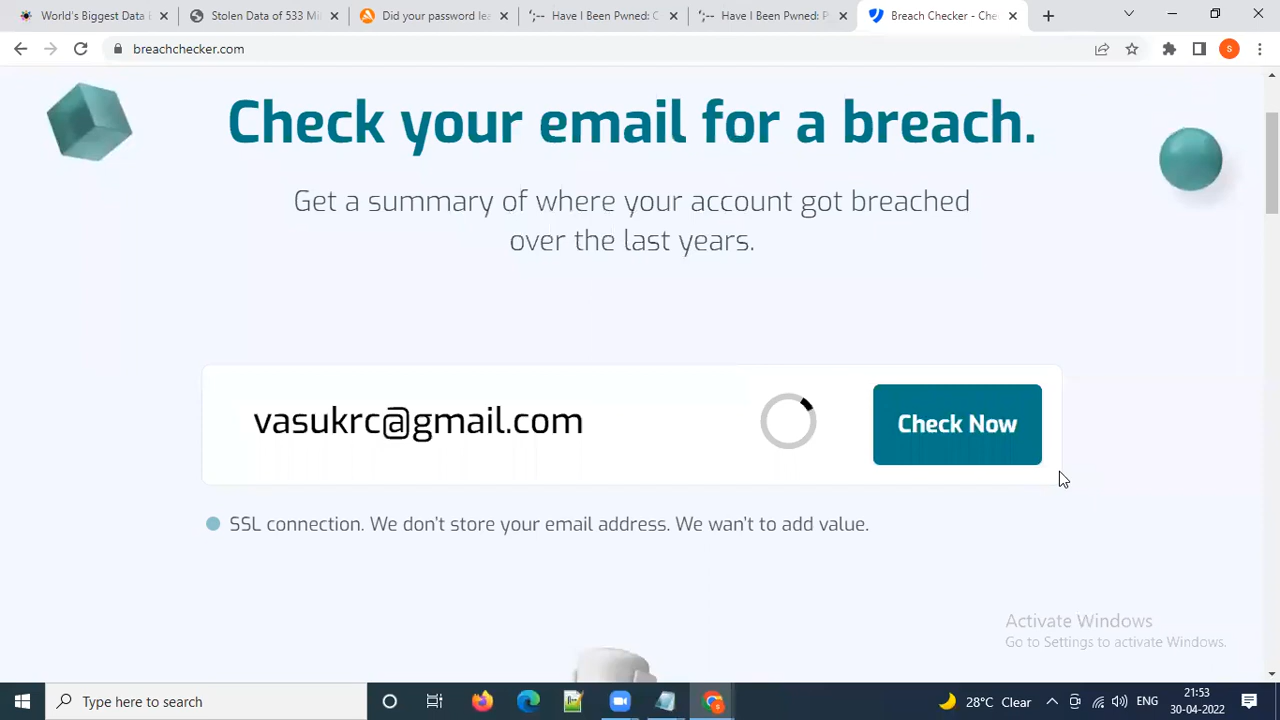 World's Biggest Data B
Stolen Data of 533 Mil
Did your password lea
Have I Been Pwned: C
Have I Been Pwned: P
Breach Checker - Che
breachchecker.com
S
Check your email for a breach.
Get a summary of where your account got breached
over the last years.
vasukrc@gmail.com
Check Now
SSL connection. We don't store your email address. We wan't to add value.
Activate Windows
Go to Settings to activate Windows.
Type here to search
28°C Clear
ENG
21:53
30-04-2022